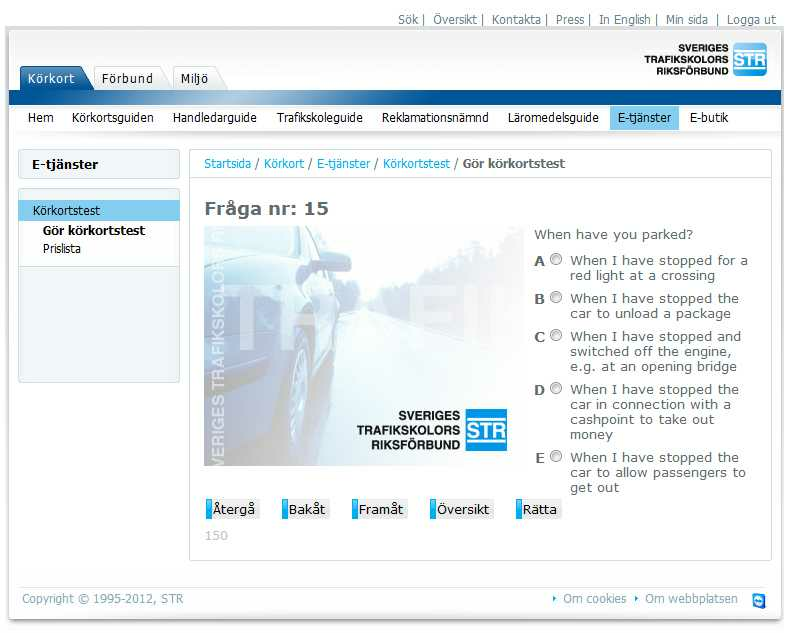 Sök | Översikt | Kontakta | Press | In English | Min sida | Logga ut
SVERIGES
TRAFIKSKOLORS
RIKSFÖRBUND
STR
Körkort Förbund Miljö
Hem Körkortsguiden Handledarguide Trafikskoleguide Reklamationsnämnd Läromedelsguide E-tjänster E-butik
E-tjänster
Körkortstest
Gör körkortstest
Prislista
Startsida / Körkort / E-tjänster / Körkortstest / Gör körkortstest
Fråga nr: 15
SVERIGES TRAFIKSKOLOR
SVERIGES
TRAFIKSKOLORS
RIKSFÖRBUND
STR
When have you parked?
A When I have stopped for a
red light at a crossing
B When I have stopped the
car to unload a package
C When I have stopped and
switched off the engine,
e.g. at an opening bridge
D When I have stopped the
car in connection with a
cashpoint to take out
money
E When I have stopped the
car to allow passengers to
get out
Återgå Bakåt Framåt Översikt Rätta
150
Copyright © 1995-2012, STR
Om cookies Om webbplatsen